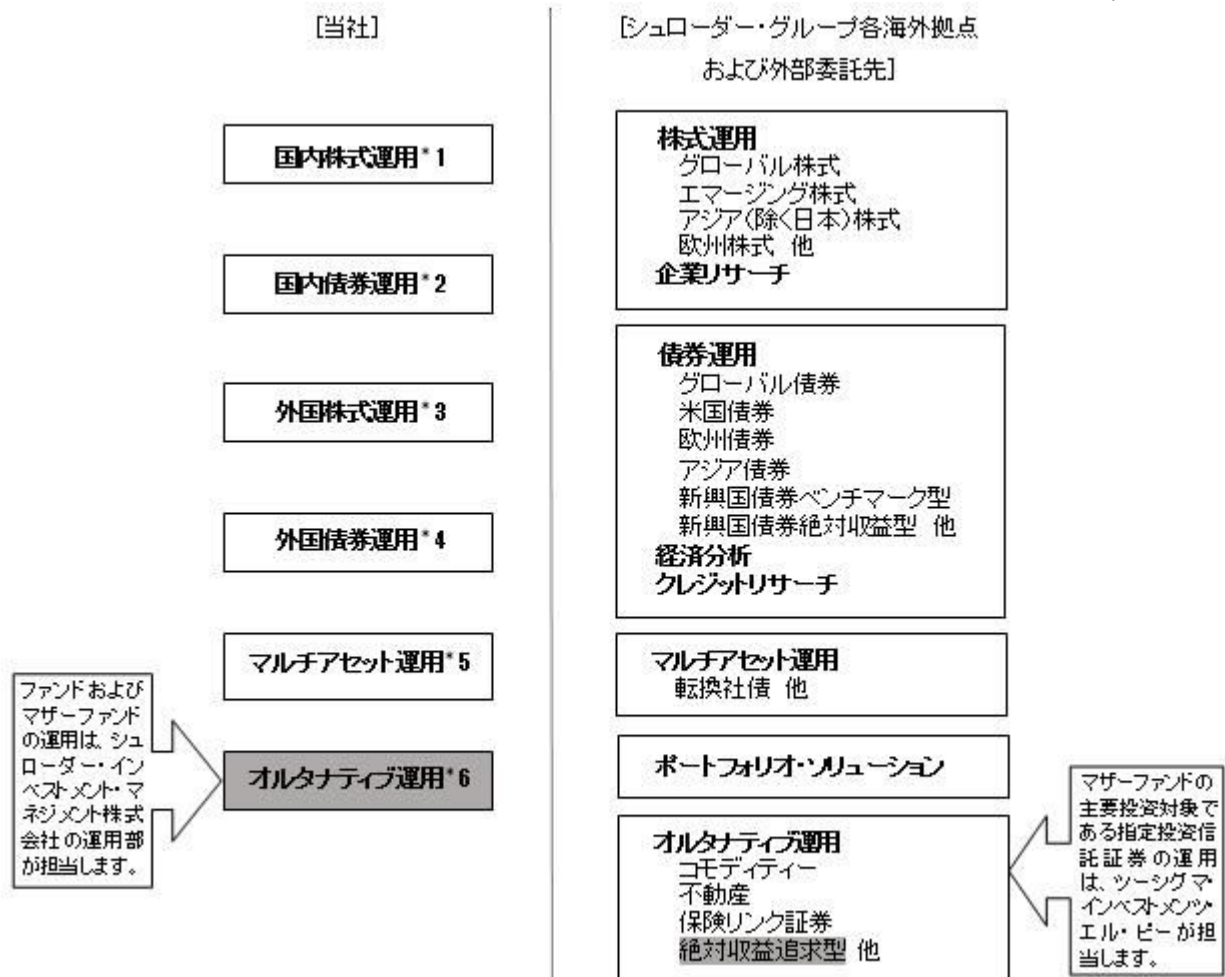 [当社]
国内株式運用*1
国内債券運用*2
外国株式運用*3
外国債券運用*4
マルチアセット運用*5
オルタナティブ運用*6
ファンドおよび
マザーファンド
の運用は、シュ
ローダー・イン
ベストメント・マ
ネジメント株式
会社の運用部
が担当します。
[シュローダー・グループ各海外拠点
および外部委託先]
株式運用
グローバル株式
エマージング株式
アジア(除く日本)株式
欧州株式 他
企業リサーチ
債券運用
グローバル債券
米国債券
欧州債券
アジア債券
新興国債券ベンチマーク型
新興国債券絶対収益型 他
経済分析
クレジットリサーチ
マルチアセット運用
転換社債 他
ポートフォリオ・ソリューション
オルタナティブ運用
コモディティー
不動産
保険リンク証券
絶対収益追求型 他
マザーファンドの
主要投資対象で
ある指定投資信
託証券の運用
は、ツーシグマ・
インベストメンツ・
エル・ピーが担
当します。